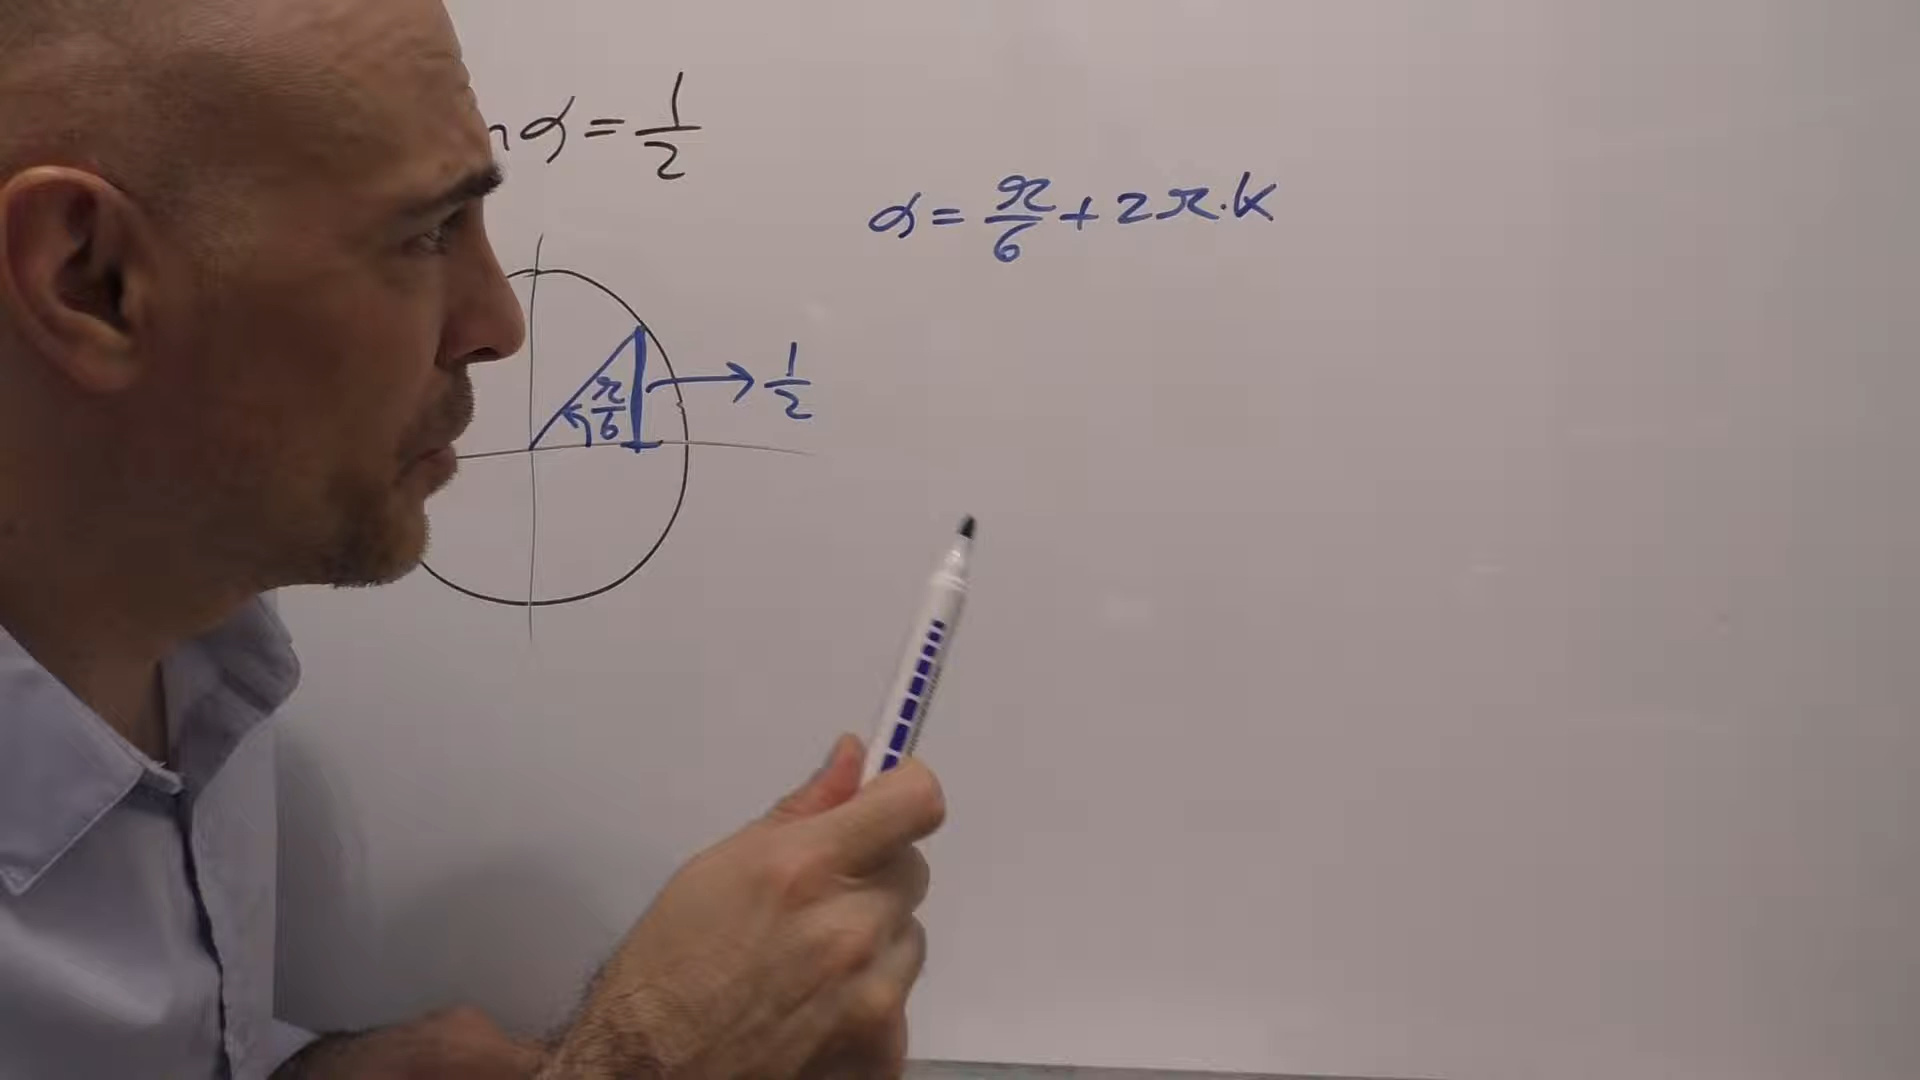 n α = 1/2
α = π/6 + 2π·k
π/6
→ 1/2